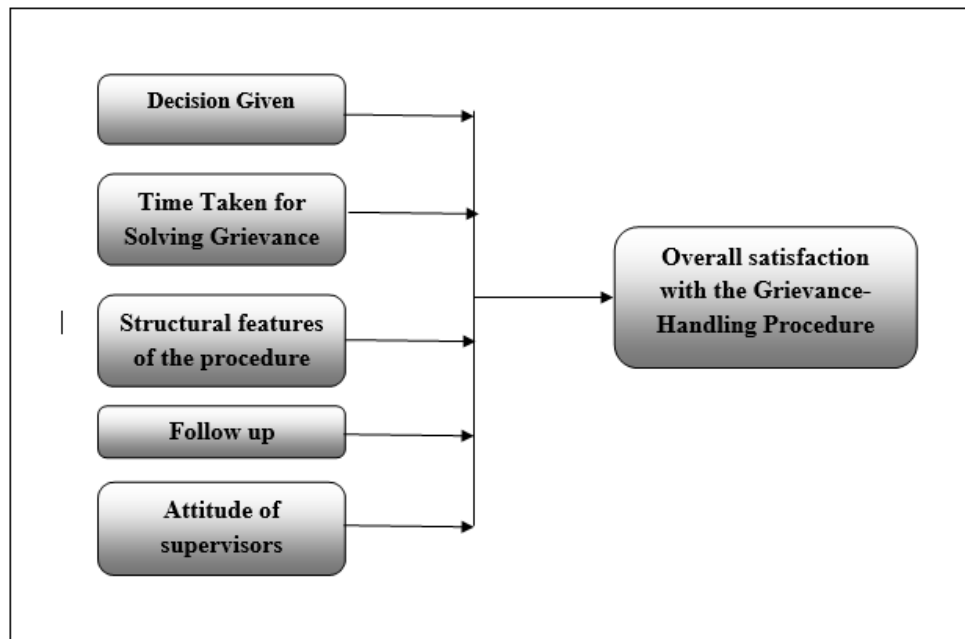 Decision Given
Time Taken for
Solving Grievance
Structural features
of the procedure
Follow up
Attitude of
supervisors
Overall satisfaction
with the Grievance-
Handling Procedure